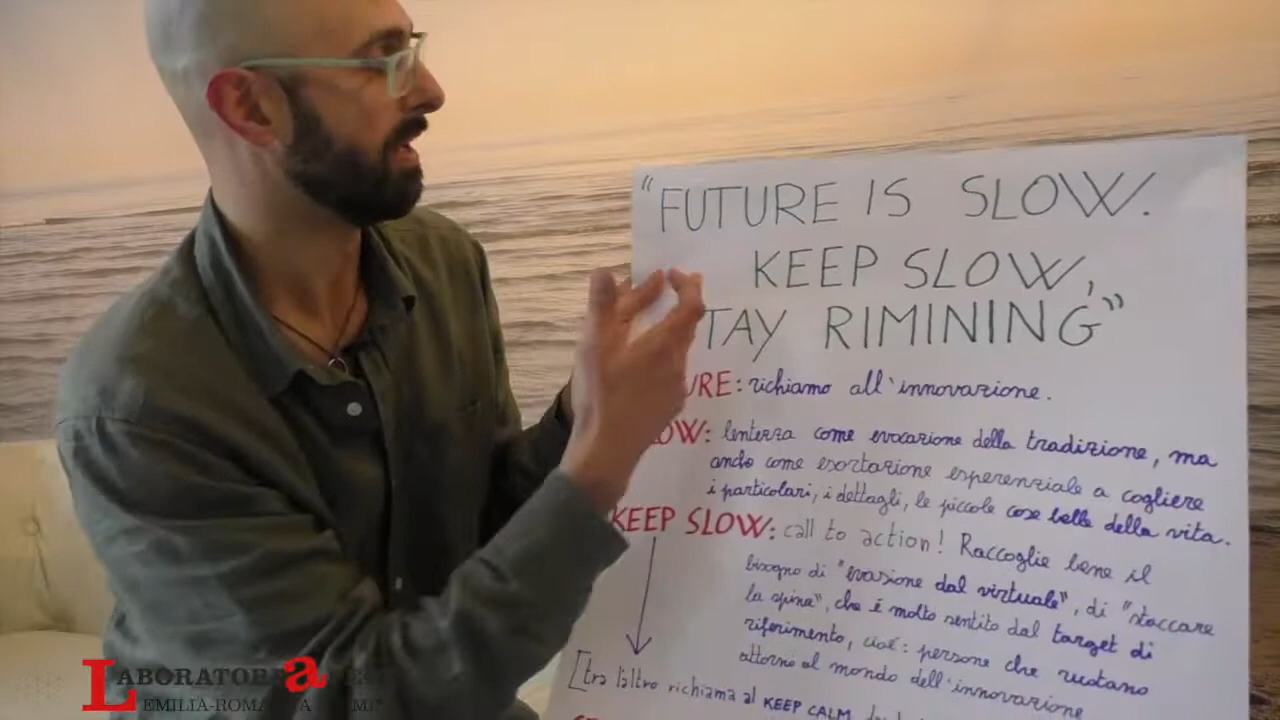 "FUTURE IS SLOW.
KEEP SLOW,
TAY RIMINING"
URE: richiamo all'innovazione.
OW: lentezza come evocazione della tradizione, ma
anche come esortazione esperenziale a cogliere
i particolari, i dettagli, le piccole cose belle della vita.
KEEP SLOW: call to action! Raccoglie bene il
bisogno di "evasione dal virtuale", di "staccare
la spina", che è molto sentito dal target di
riferimento, cioè: persone che ruotano
attorno al mondo dell'innovazione
[tra l'altro richiama al KEEP CALM
LABORATORI
EMILIA-ROMA